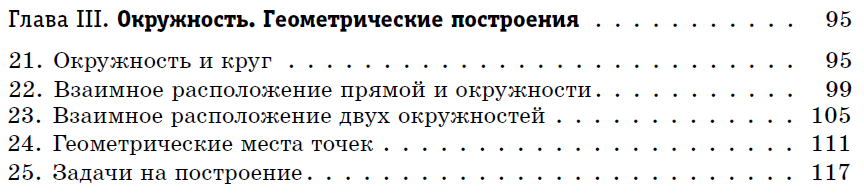 Глава III. Окружность. Геометрические построения . . . . . . . . . . . 95
21. Окружность и круг . . . . . . . . . . . . . . . . . . . . . . . . . . . . 95
22. Взаимное расположение прямой и окружности. . . . . . . . . . . 99
23. Взаимное расположение двух окружностей . . . . . . . . . . . . . 105
24. Геометрические места точек . . . . . . . . . . . . . . . . . . . . . . 111
25. Задачи на построение. . . . . . . . . . . . . . . . . . . . . . . . . . 117